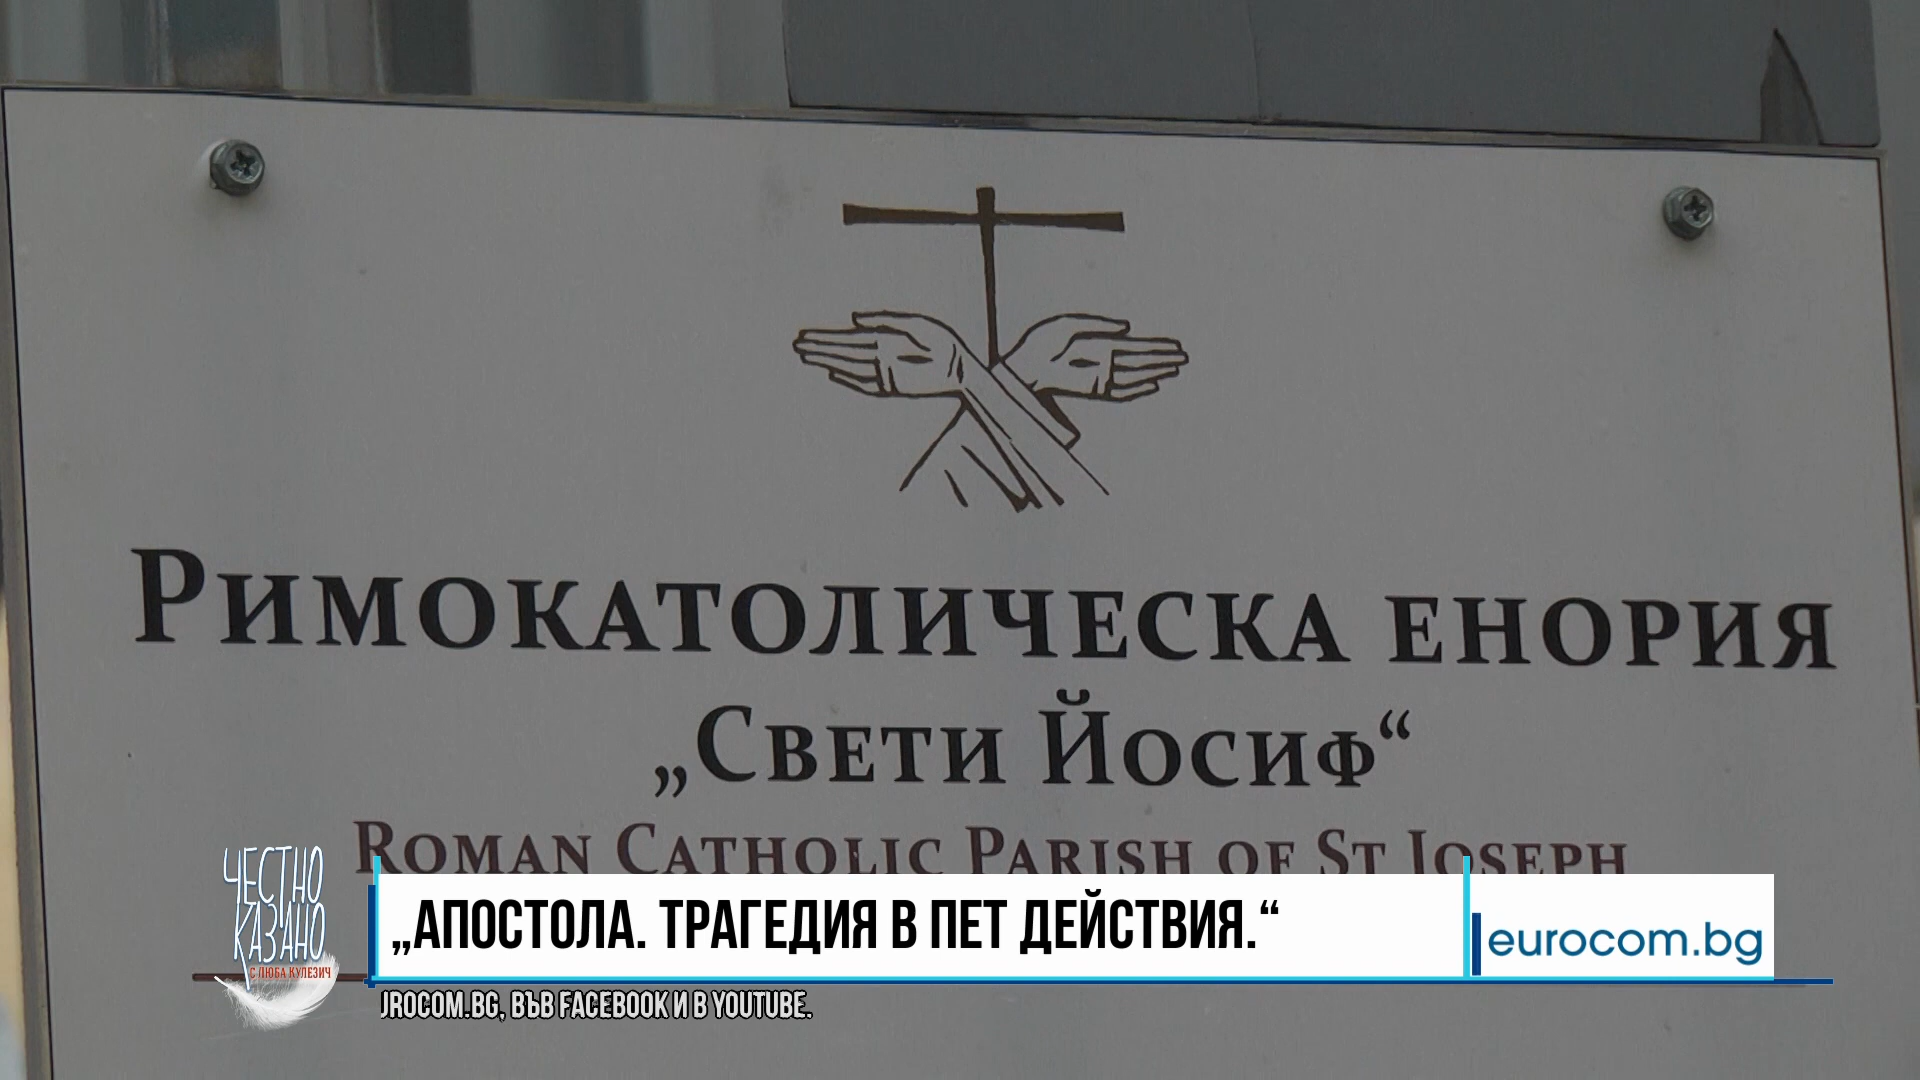 Римокатолическа енория
„Свети Йосиф“
Roman Catholic Parish of St Joseph
ЧЕСТНО
КАЗАНО
С ЛЮБА КУЛЕЗИЧ
„АПОСТОЛА. ТРАГЕДИЯ В ПЕТ ДЕЙСТВИЯ.“
eurocom.bg
UROCOM.BG, ВЪВ FACEBOOK И В YOUTUBE.